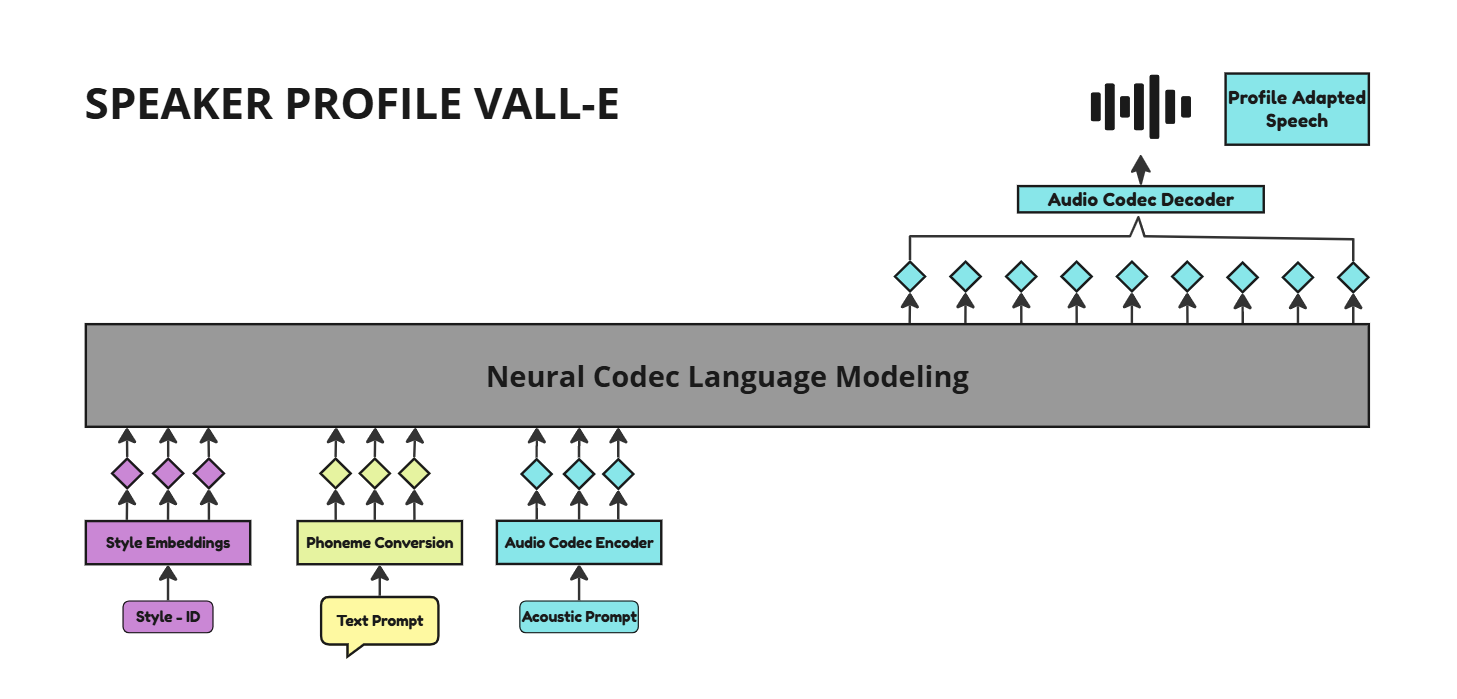 SPEAKER PROFILE VALL-E
Profile Adapted
Speech
Audio Codec Decoder
Neural Codec Language Modeling
Style Embeddings
Phoneme Conversion
Audio Codec Encoder
Style - ID
Text Prompt
Acoustic Prompt